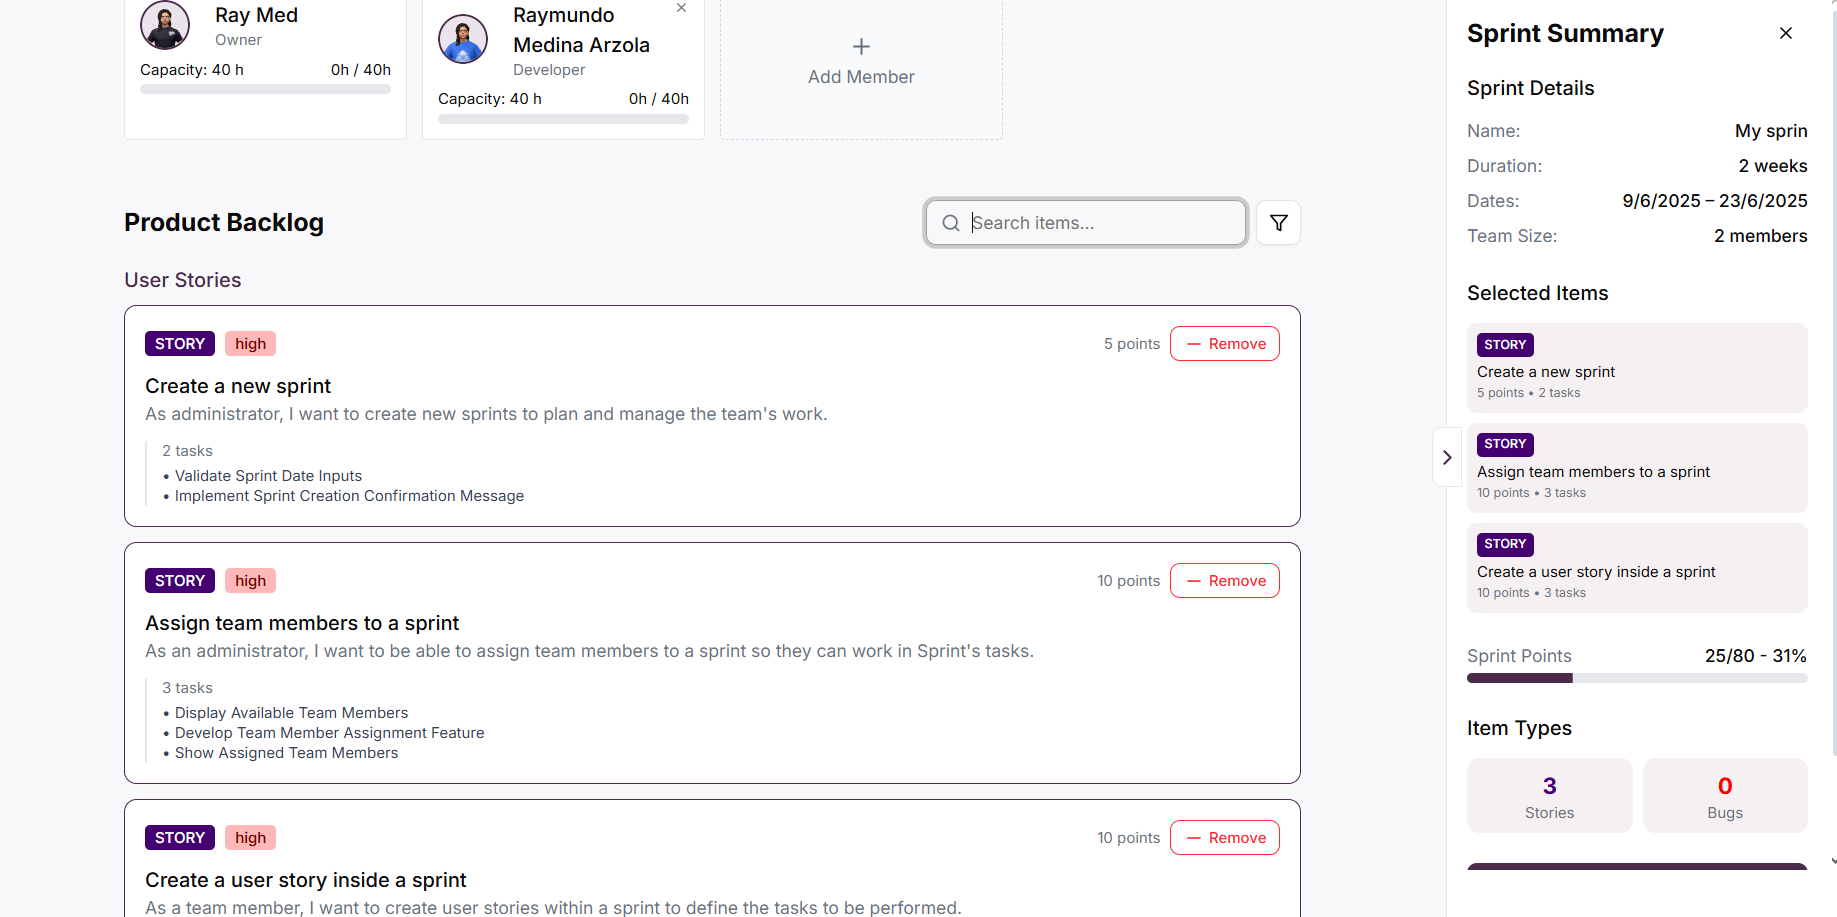 Ray Med
Owner
Capacity: 40 h 0h / 40h
Raymundo
Medina Arzola
Developer
Capacity: 40 h 0h / 40h
Add Member
Product Backlog
Search items...
User Stories
STORY high 5 points Remove
Create a new sprint
As administrator, I want to create new sprints to plan and manage the team's work.
2 tasks
• Validate Sprint Date Inputs
• Implement Sprint Creation Confirmation Message
STORY high 10 points Remove
Assign team members to a sprint
As an administrator, I want to be able to assign team members to a sprint so they can work in Sprint's tasks.
3 tasks
• Display Available Team Members
• Develop Team Member Assignment Feature
• Show Assigned Team Members
STORY high 10 points Remove
Create a user story inside a sprint
As a team member, I want to create user stories within a sprint to define the tasks to be performed.
Sprint Summary
Sprint Details
Name: My sprin
Duration: 2 weeks
Dates: 9/6/2025 – 23/6/2025
Team Size: 2 members
Selected Items
STORY
Create a new sprint
5 points • 2 tasks
STORY
Assign team members to a sprint
10 points • 3 tasks
STORY
Create a user story inside a sprint
10 points • 3 tasks
Sprint Points 25/80 - 31%
Item Types
3 0
Stories Bugs